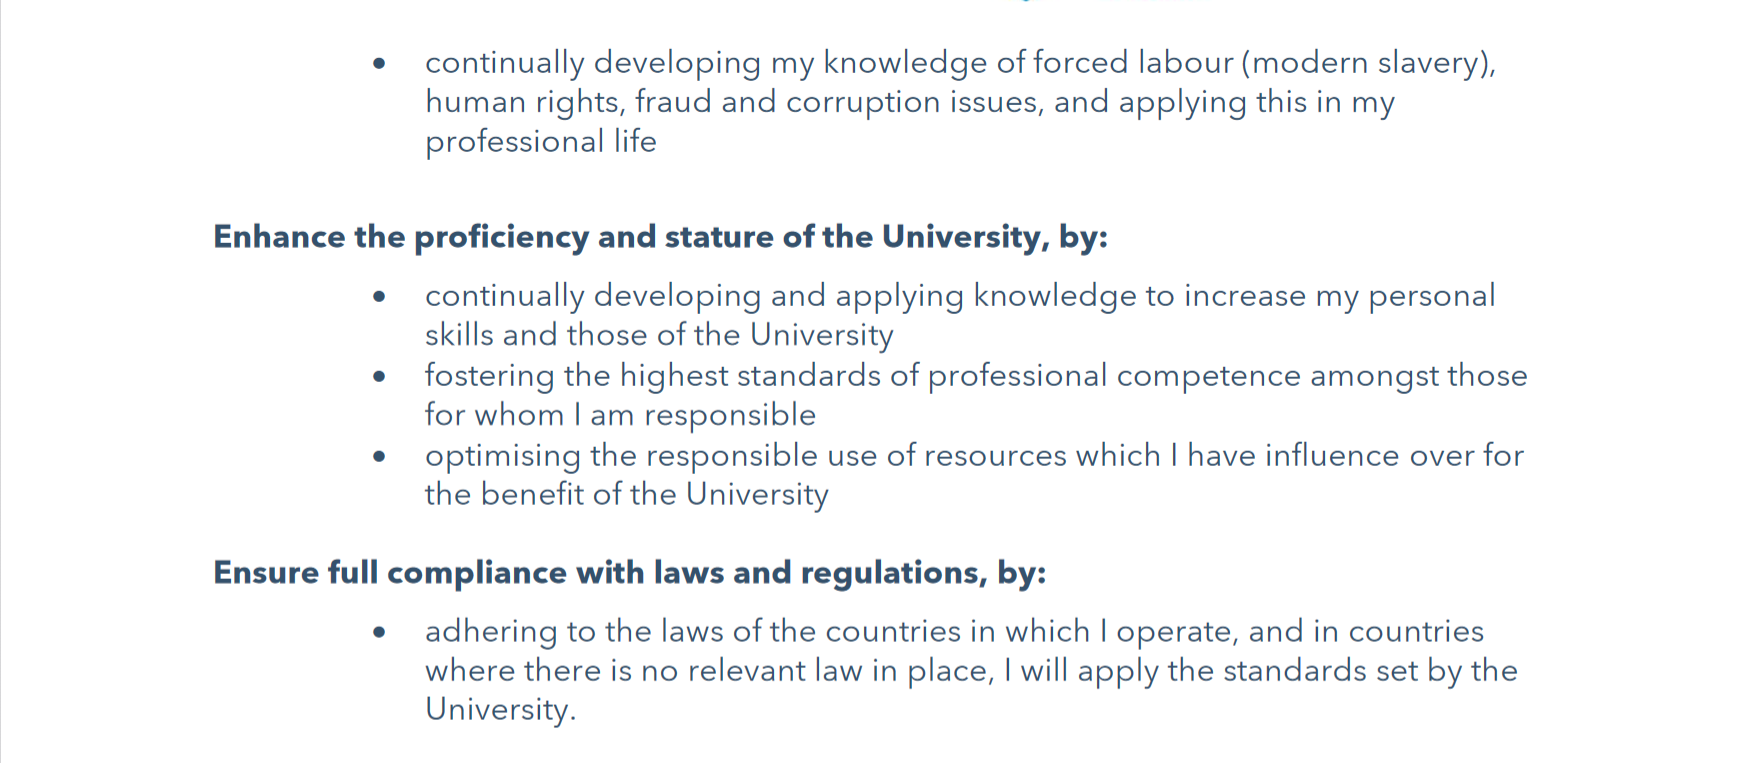 • continually developing my knowledge of forced labour (modern slavery),
human rights, fraud and corruption issues, and applying this in my
professional life
Enhance the proficiency and stature of the University, by:
• continually developing and applying knowledge to increase my personal
skills and those of the University
• fostering the highest standards of professional competence amongst those
for whom I am responsible
• optimising the responsible use of resources which I have influence over for
the benefit of the University
Ensure full compliance with laws and regulations, by:
• adhering to the laws of the countries in which I operate, and in countries
where there is no relevant law in place, I will apply the standards set by the
University.